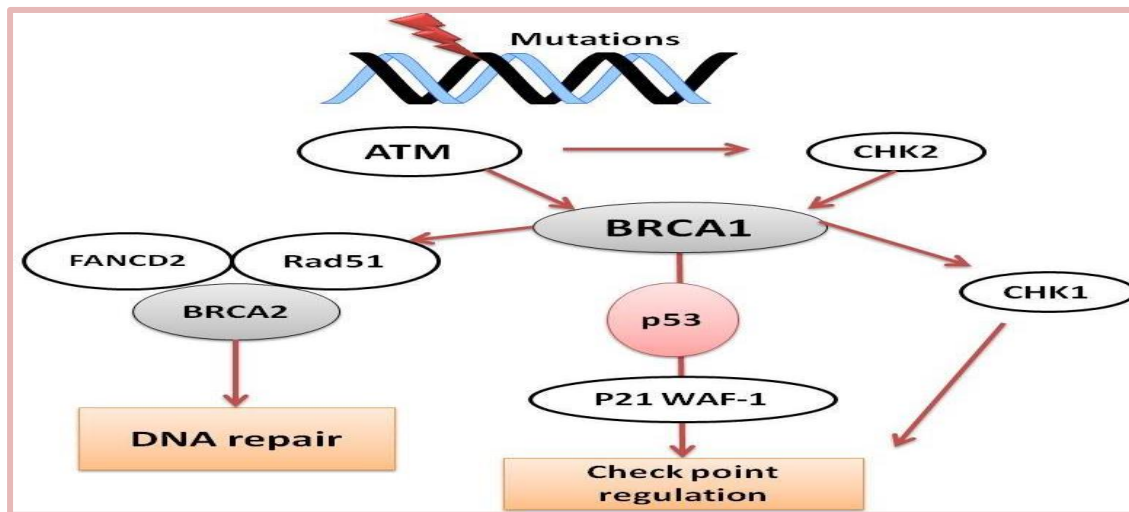 Mutations
ATM
CHK2
BRCA1
FANCD2
Rad51
BRCA2
CHK1
p53
P21 WAF-1
DNA repair
Check point
regulation